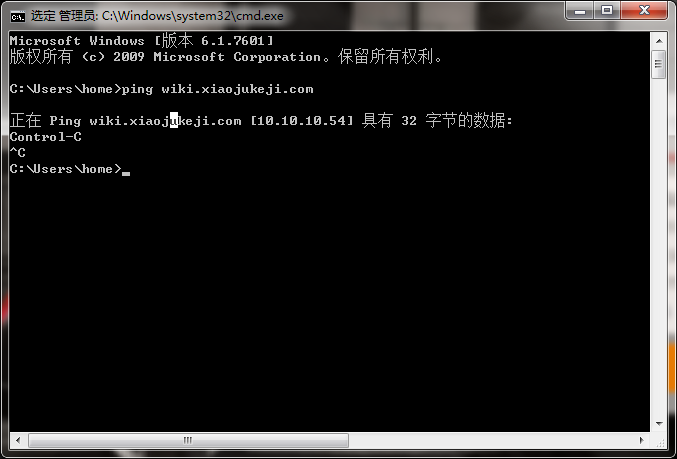 选定 管理员: C:\Windows\system32\cmd.exe
Microsoft Windows [版本 6.1.7601]
版权所有 (c) 2009 Microsoft Corporation。保留所有权利。
C:\Users\home>ping wiki.xiaojukeji.com
正在 Ping wiki.xiaojukeji.com [10.10.10.54] 具有 32 字节的数据:
Control-C
^C
C:\Users\home>